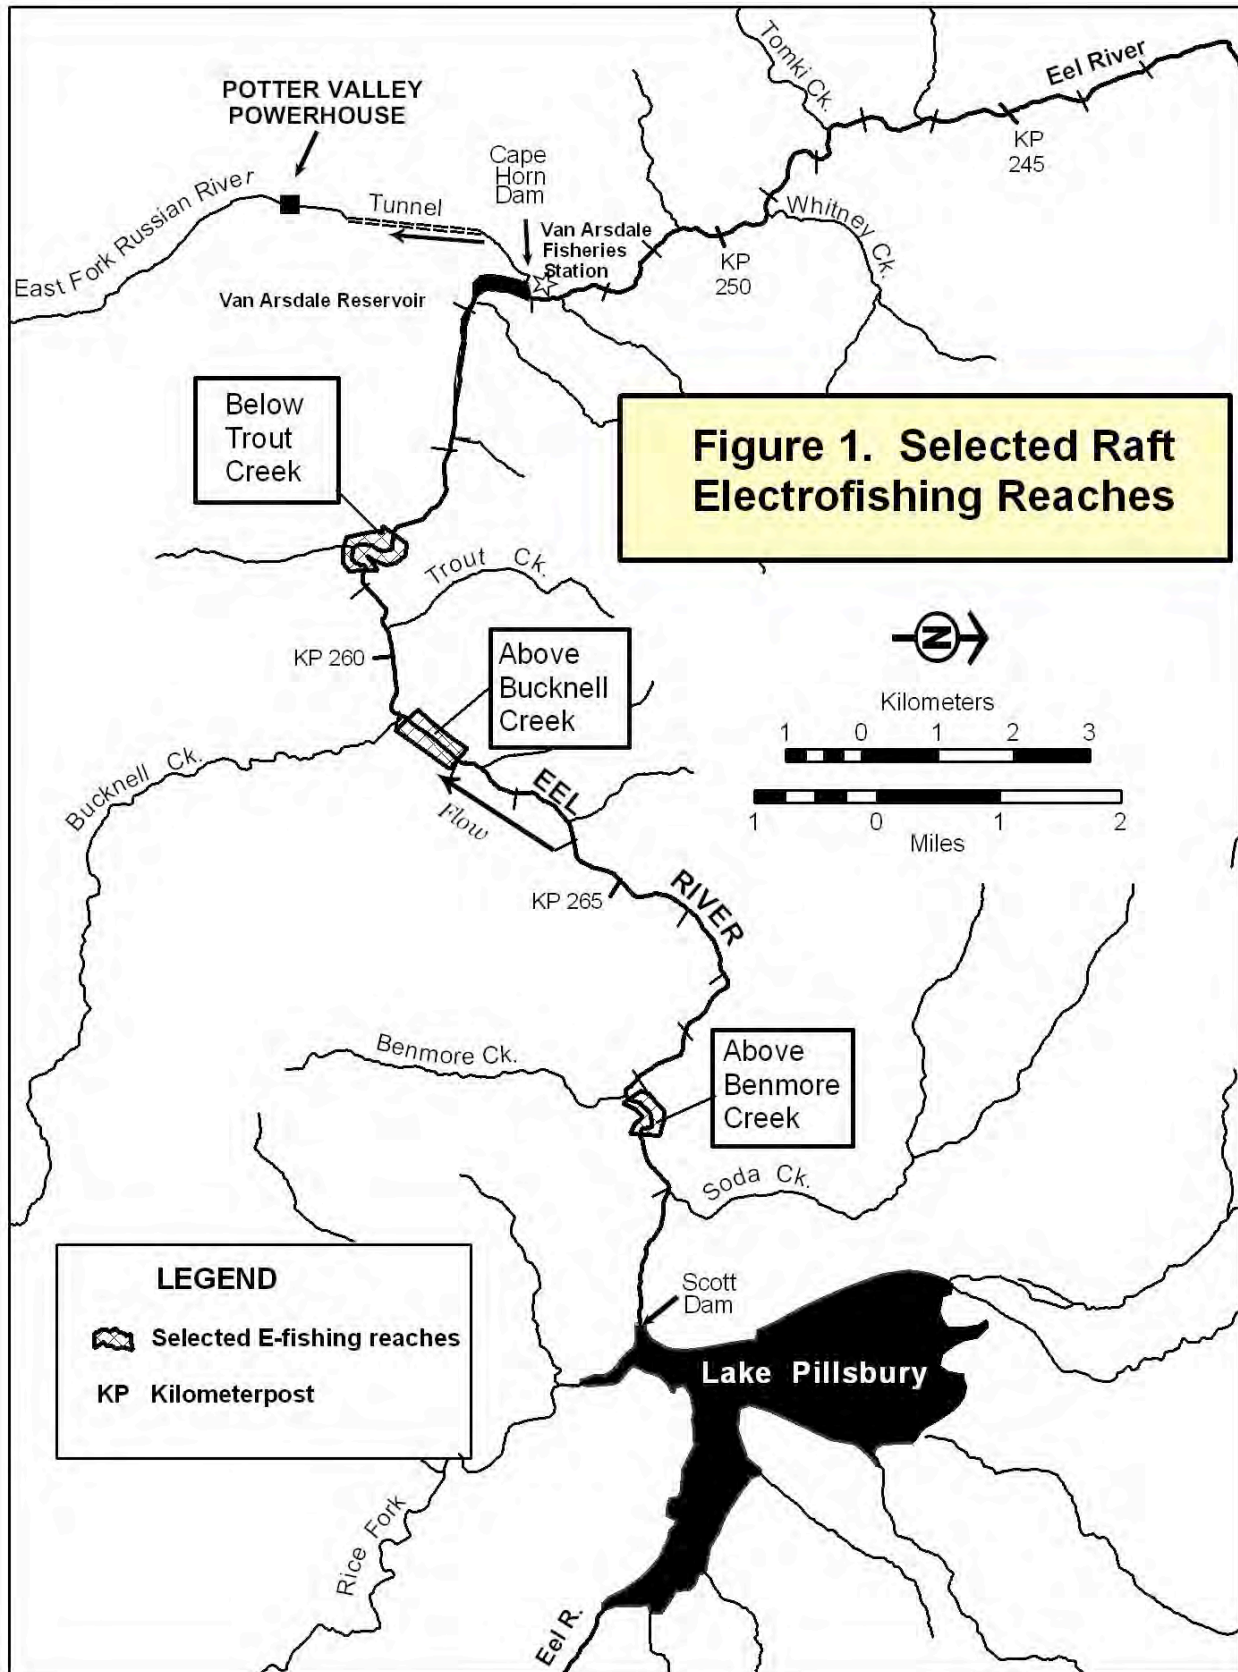 Tomki Ck.
Eel River
POTTER VALLEY
POWERHOUSE
KP
245
Cape
Horn
Dam
East Fork Russian River
Tunnel
Whitney Ck.
Van Arsdale
Fisheries
Station
KP
250
Van Arsdale Reservoir
Below
Trout
Creek
Figure 1. Selected Raft
Electrofishing Reaches
Trout Ck.
N
KP 260
Above
Bucknell
Creek
Kilometers
1 0 1 2 3
Bucknell Ck.
EEL
Flow
1 0 1 2
Miles
KP 265
RIVER
Benmore Ck.
Above
Benmore
Creek
Soda Ck.
LEGEND
Selected E-fishing reaches
KP Kilometerpost
Scott
Dam
Lake Pillsbury
Rice Fork
Eel R.